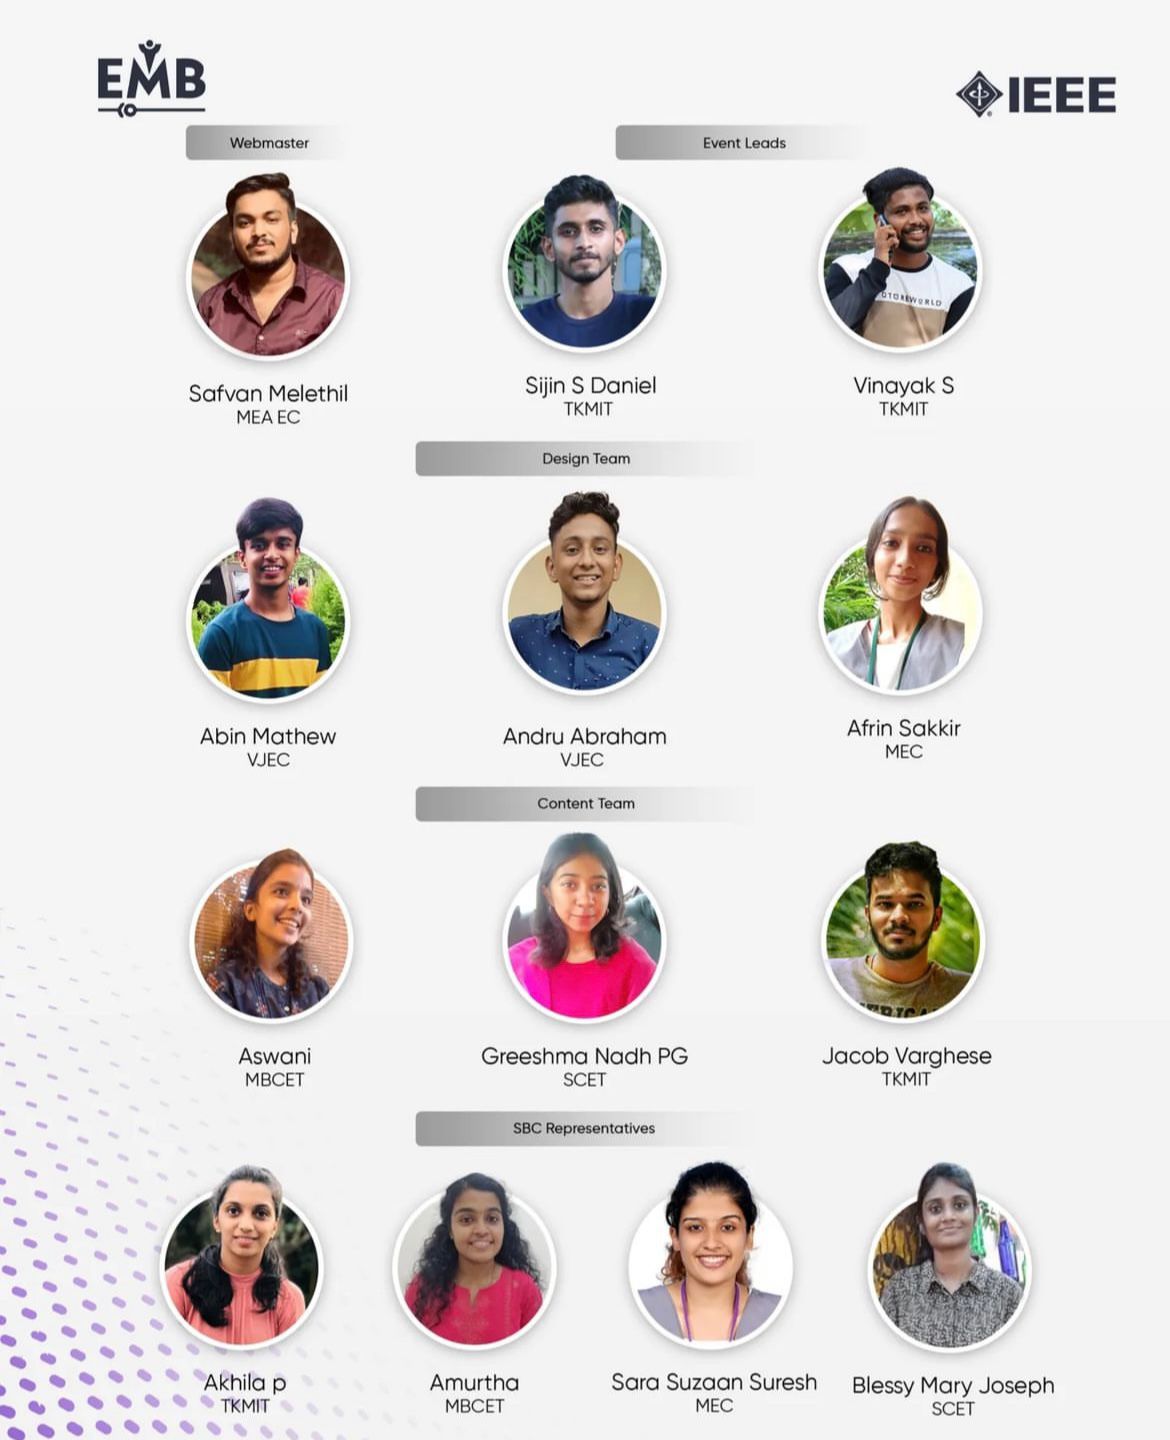 EMB
IEEE
Webmaster
Event Leads
OTOREWORLD
Safvan Melethil
MEA EC
Sijin S Daniel
TKMIT
Vinayak S
TKMIT
Design Team
Abin Mathew
VJEC
Andru Abraham
VJEC
Afrin Sakkir
MEC
Content Team
Aswani
MBCET
Greeshma Nadh PG
SCET
Jacob Varghese
TKMIT
SBC Representatives
Akhila p
TKMIT
Amurtha
MBCET
Sara Suzaan Suresh
MEC
Blessy Mary Joseph
SCET